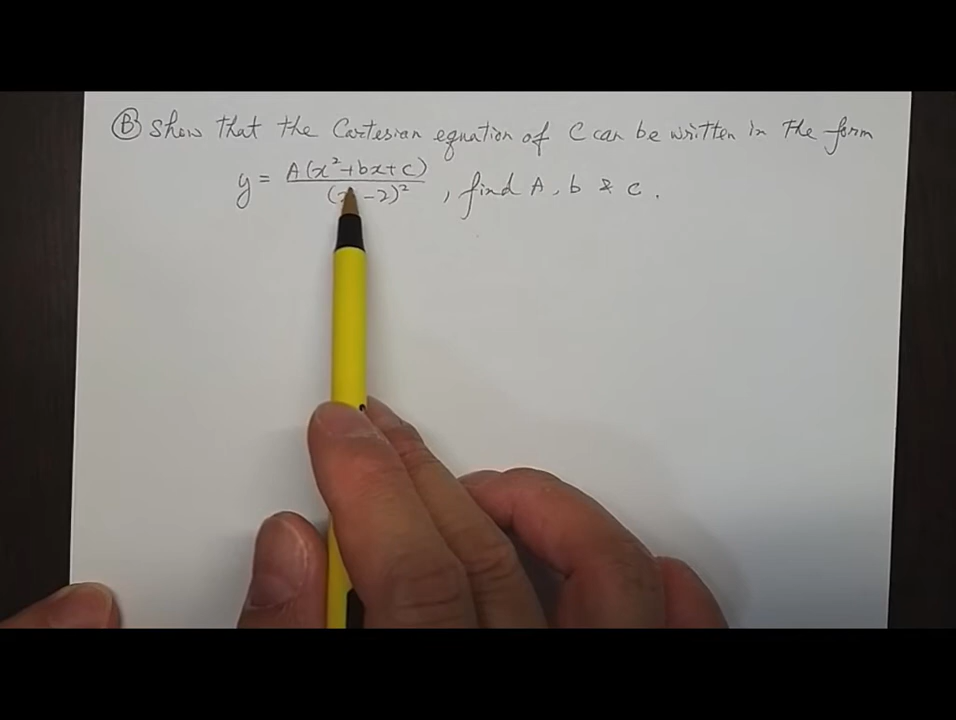 Ⓑ Show that the Cartesian equation of C can be written in the form
y = A(x²+bx+c) / (x-2)² , find A, b & c.